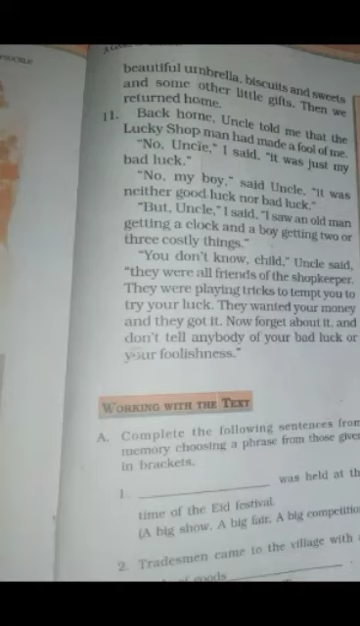 beautiful umbrella, biscuits and sweets
and some other little gifts. Then we
returned home.
11. Back home, Uncle told me that the
Lucky Shop man had made a fool of me.
"No, Uncle," I said, "it was just my
bad luck."
"No, my boy," said Uncle, "it was
neither good luck nor bad luck."
"But, Uncle," I said, "I saw an old man
getting a clock and a boy getting two or
three costly things."
"You don't know, child," Uncle said,
"they were all friends of the shopkeeper.
They were playing tricks to tempt you to
try your luck. They wanted your money
and they got it. Now forget about it, and
don't tell anybody of your bad luck or
your foolishness."
WORKING WITH THE TEXT
A. Complete the following sentences from
memory choosing a phrase from those given
in brackets.
1. ____________ was held at th
time of the Eid festival.
(A big show, A big fair, A big competitio
2. Tradesmen came to the village with
of goods ____________ .